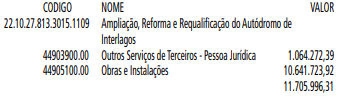 CODIGO NOME VALOR
22.10.27.813.3015.1109 Ampliação, Reforma e Requalificação do Autódromo de
Interlagos
44903900.00 Outros Serviços de Terceiros - Pessoa Jurídica 1.064.272,39
44905100.00 Obras e Instalações 10.641.723,92
11.705.996,31